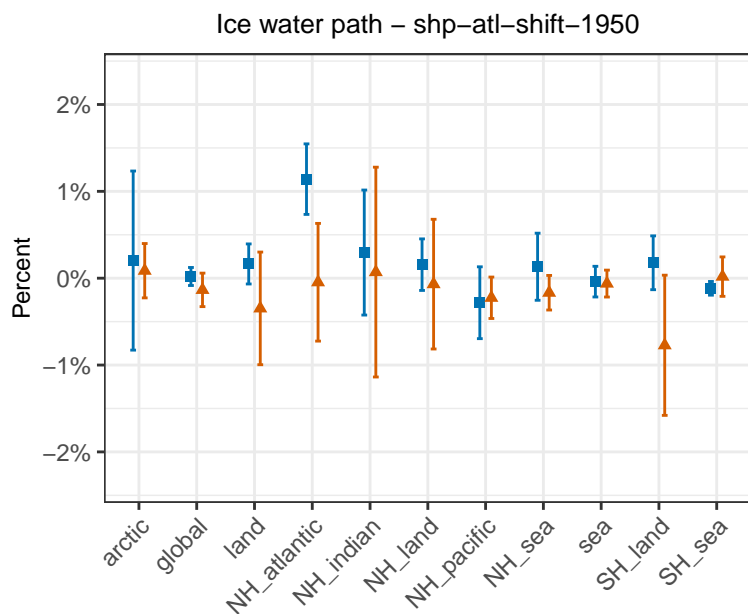 Ice water path − shp−atl−shift−1950
Percent
2%
1%
0%
−1%
−2%
arctic
global
land
NH_atlantic
NH_indian
NH_land
NH_pacific
NH_sea
sea
SH_land
SH_sea